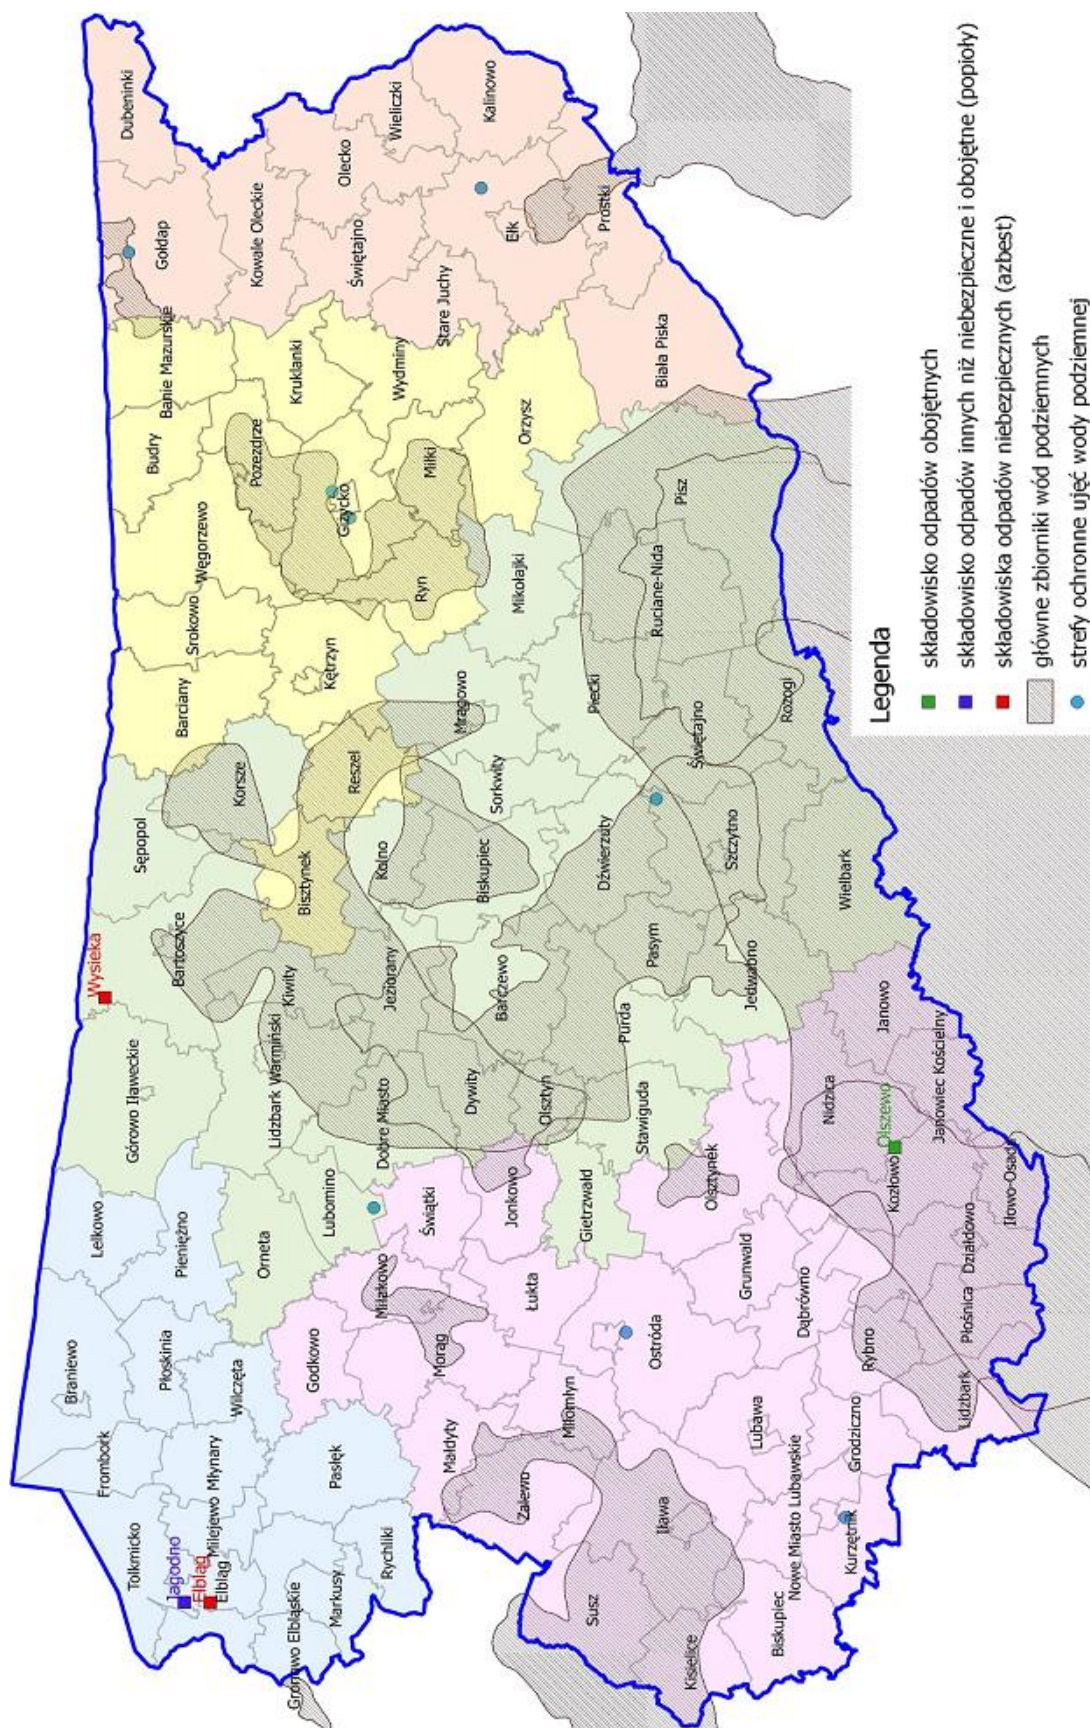 Dubeninki
Gołdap
Kowale Oleckie
Olecko
Wieliczki
Świętajno
Kalinowo
Stare Juchy
Ełk
Prostki
Biała Piska
Banie Mazurskie
Budry
Kruklanki
Pozezdrze
Wydminy
Węgorzewo
Giżycko
Miłki
Orzysz
Srokowo
Ryn
Barciany
Kętrzyn
Mikołajki
Pisz
Ruciane-Nida
Korsze
Reszel
Mrągowo
Piecki
Sępopol
Sorkwity
Świętajno
Rozogi
Bisztynek
Kolno
Biskupiec
Dźwierzuty
Szczytno
Wielbark
Wysieka
Bartoszyce
Kiwity
Jeziorany
Barczewo
Pasym
Jedwabno
Górowo Iławeckie
Lidzbark Warmiński
Dobre Miasto
Dywity
Olsztyn
Purda
Stawiguda
Janowo
Nidzica
Olszewo
Janowiec Kościelny
Lelkowo
Pieniężno
Orneta
Lubomino
Świątki
Jonkowo
Gietrzwałd
Olsztynek
Kozłowo
Iłowo-Osada
Braniewo
Płoskinia
Wilczęta
Godkowo
Miłakowo
Morąg
Łukta
Ostróda
Grunwald
Dąbrówno
Rybno
Działdowo
Płośnica
Lidzbark
Frombork
Młynary
Pasłęk
Małdyty
Miłomłyn
Zalewo
Lubawa
Grodziczno
Tolkmicko
Milejewo
Jagodno
Elbląg
Elbląg
Rychliki
Markusy
Gronowo Elbląskie
Susz
Iława
Nowe Miasto Lubawskie
Kurzętnik
Biskupiec
Kisielice
Legenda
składowisko odpadów obojętnych
składowisko odpadów innych niż niebezpieczne i obojętne (popioły)
składowiska odpadów niebezpiecznych (azbest)
główne zbiorniki wód podziemnych
strefy ochronne ujęć wody podziemnej